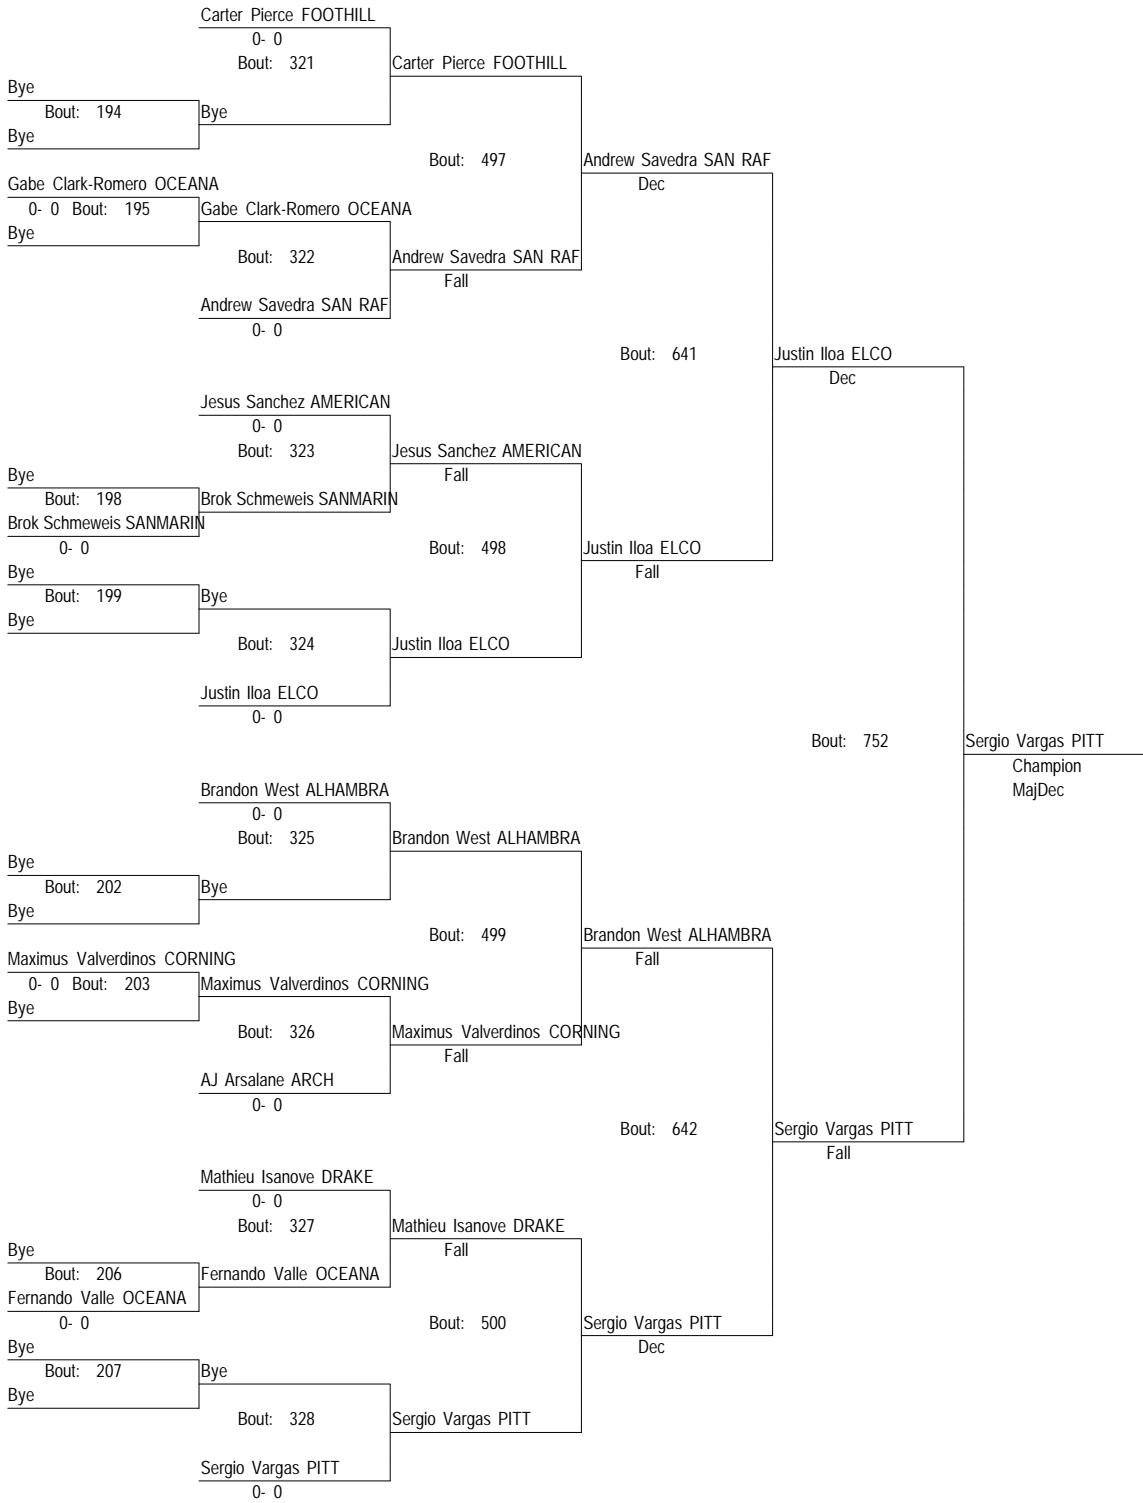 Carter Pierce FOOTHILL
0- 0
Bout: 321
Carter Pierce FOOTHILL
Bye
Bout: 194
Bye
Bye
Bout: 497
Andrew Savedra SAN RAF
Dec
Gabe Clark-Romero OCEANA
0- 0 Bout: 195
Gabe Clark-Romero OCEANA
Bye
Bout: 322
Andrew Savedra SAN RAF
Fall
Andrew Savedra SAN RAF
0- 0
Bout: 641
Justin Iloa ELCO
Dec
Jesus Sanchez AMERICAN
0- 0
Bout: 323
Jesus Sanchez AMERICAN
Fall
Bye
Bout: 198
Brok Schmeweis SANMARIN
Brok Schmeweis SANMARIN
0- 0
Bout: 498
Justin Iloa ELCO
Fall
Bye
Bout: 199
Bye
Bye
Bout: 324
Justin Iloa ELCO
Justin Iloa ELCO
0- 0
Bout: 752
Sergio Vargas PITT
Champion
MajDec
Brandon West ALHAMBRA
0- 0
Bout: 325
Brandon West ALHAMBRA
Bye
Bout: 202
Bye
Bye
Bout: 499
Brandon West ALHAMBRA
Fall
Maximus Valverdinos CORNING
0- 0 Bout: 203
Maximus Valverdinos CORNING
Bye
Bout: 326
Maximus Valverdinos CORNING
Fall
AJ Arsalane ARCH
0- 0
Bout: 642
Sergio Vargas PITT
Fall
Mathieu Isanove DRAKE
0- 0
Bout: 327
Mathieu Isanove DRAKE
Fall
Bye
Bout: 206
Fernando Valle OCEANA
Fernando Valle OCEANA
0- 0
Bout: 500
Sergio Vargas PITT
Dec
Bye
Bout: 207
Bye
Bye
Bout: 328
Sergio Vargas PITT
Sergio Vargas PITT
0- 0